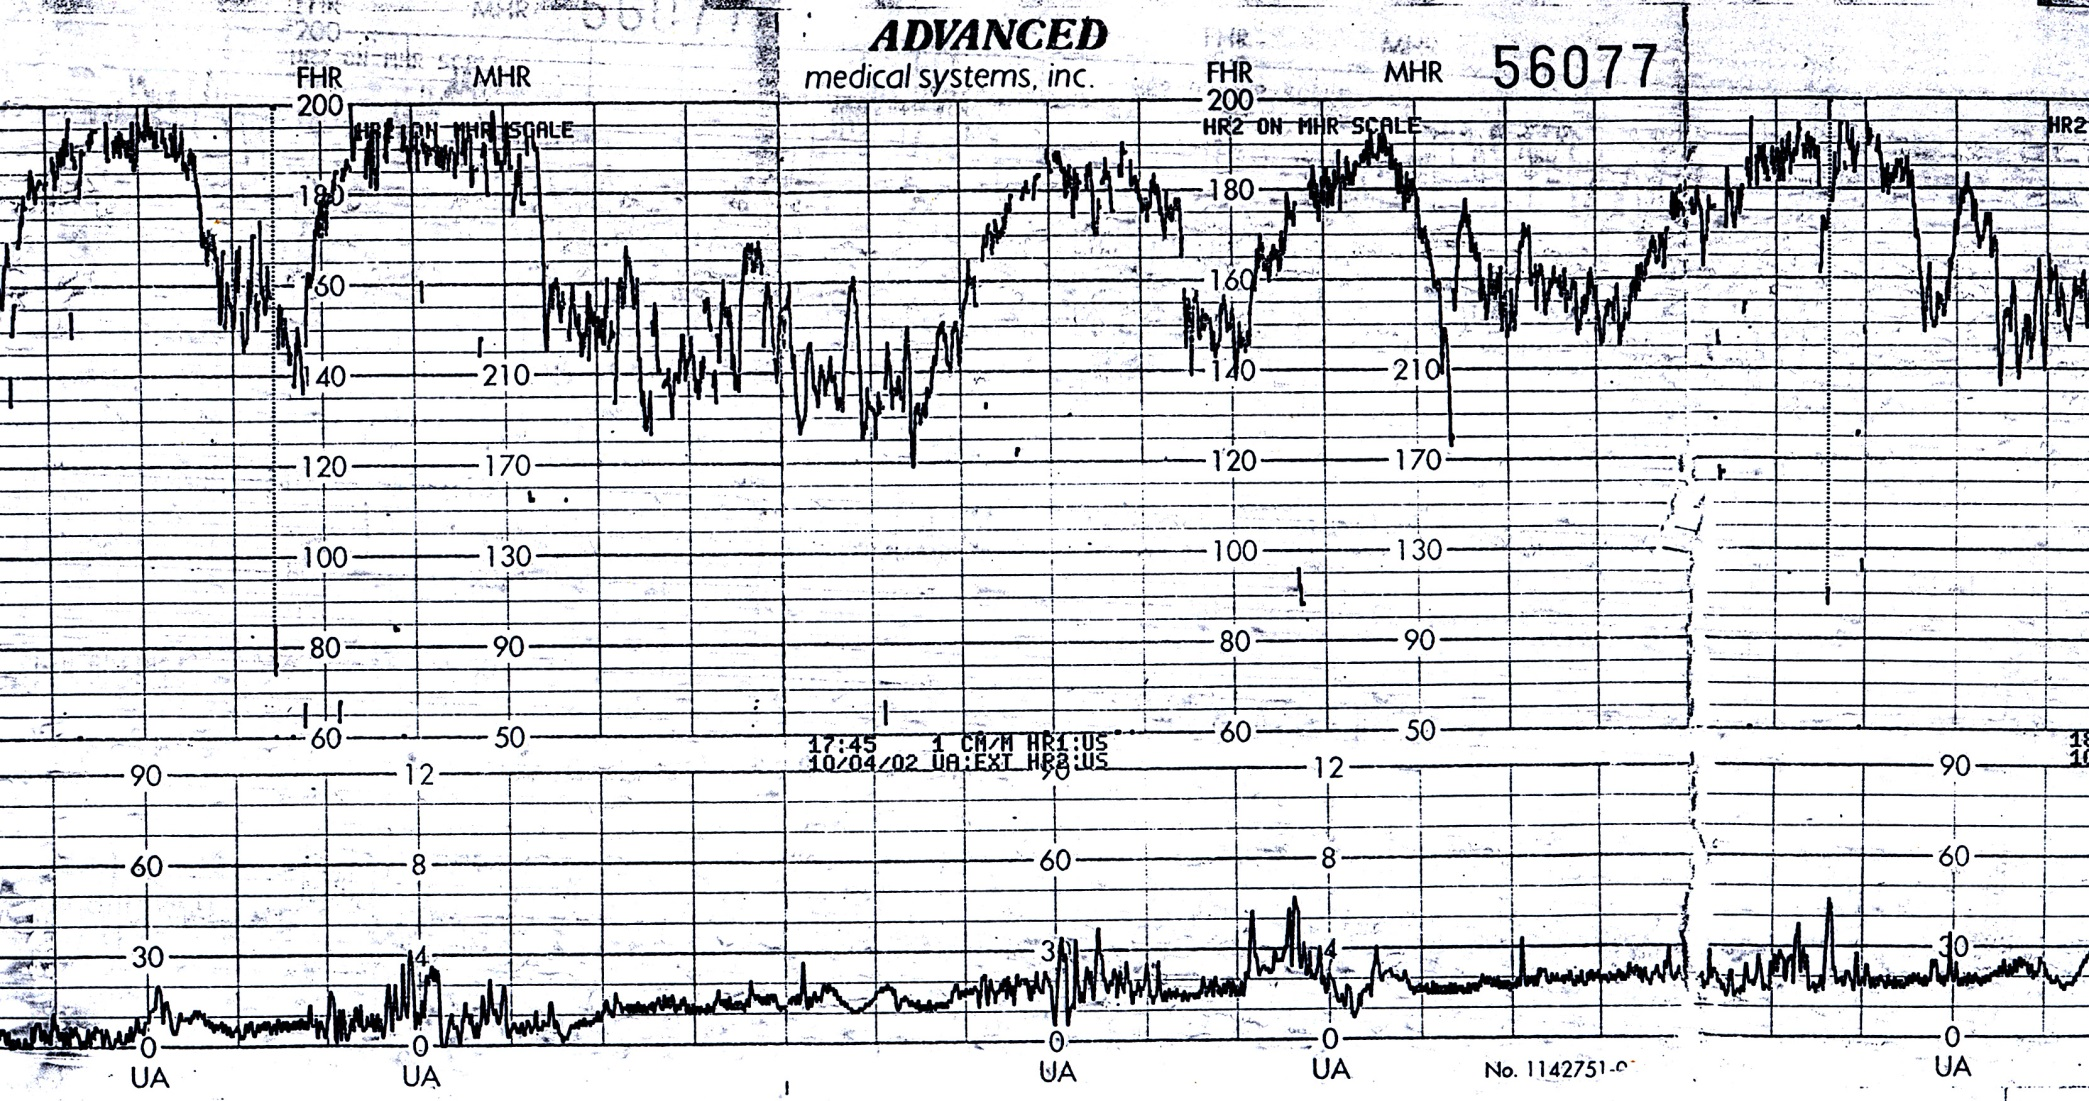 ADVANCED
medical systems, inc.
FHR MHR FHR MHR 56077
200 200
HR2 ON MHR SCALE HR2 ON MHR SCALE HR2
180 180
60 160
140 210 140 210
120 170 120 170
100 130 100 130
80 90 80 90
60 50 60 50
17:45 1 CM/M HR1:US
10/04/02 UA:EXT HR2:US
90 12 90 12 90
60 8 60 8 60
30 4 3 4 30
0 0 0 0 0
UA UA UA UA UA
No. 1142751-0